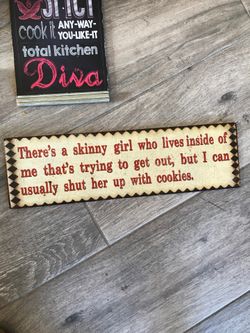 SPICY
cook it ANY-WAY-
YOU-LIKE-IT
total kitchen
Diva
There's a skinny girl who lives inside of
me that's trying to get out, but I can
usually shut her up with cookies.